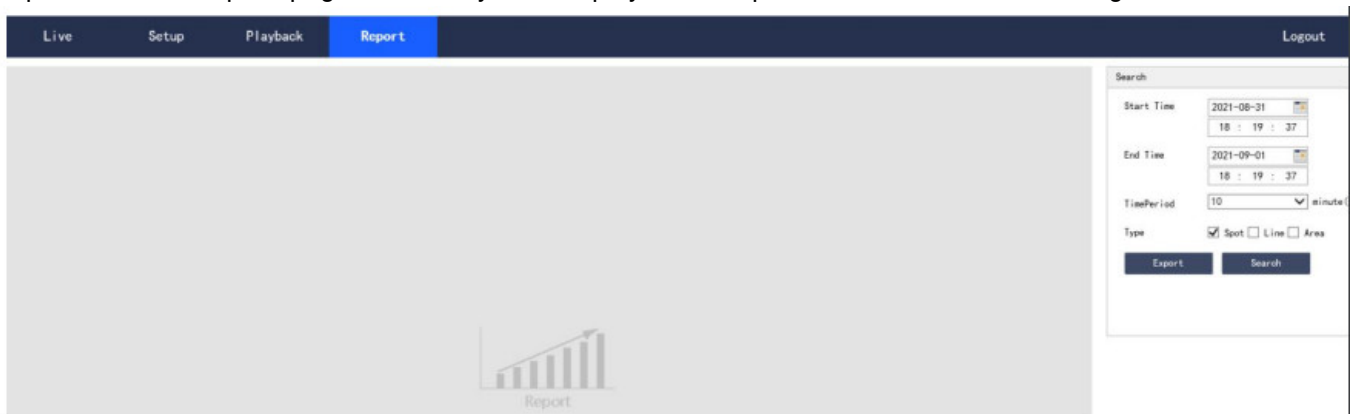 Live Setup Playback Report Logout
Search
Start Time 2021-08-31
18 : 19 : 37
End Time 2021-09-01
18 : 19 : 37
TimePeriod 10 minute(
Type Spot Line Area
Export Search
Report